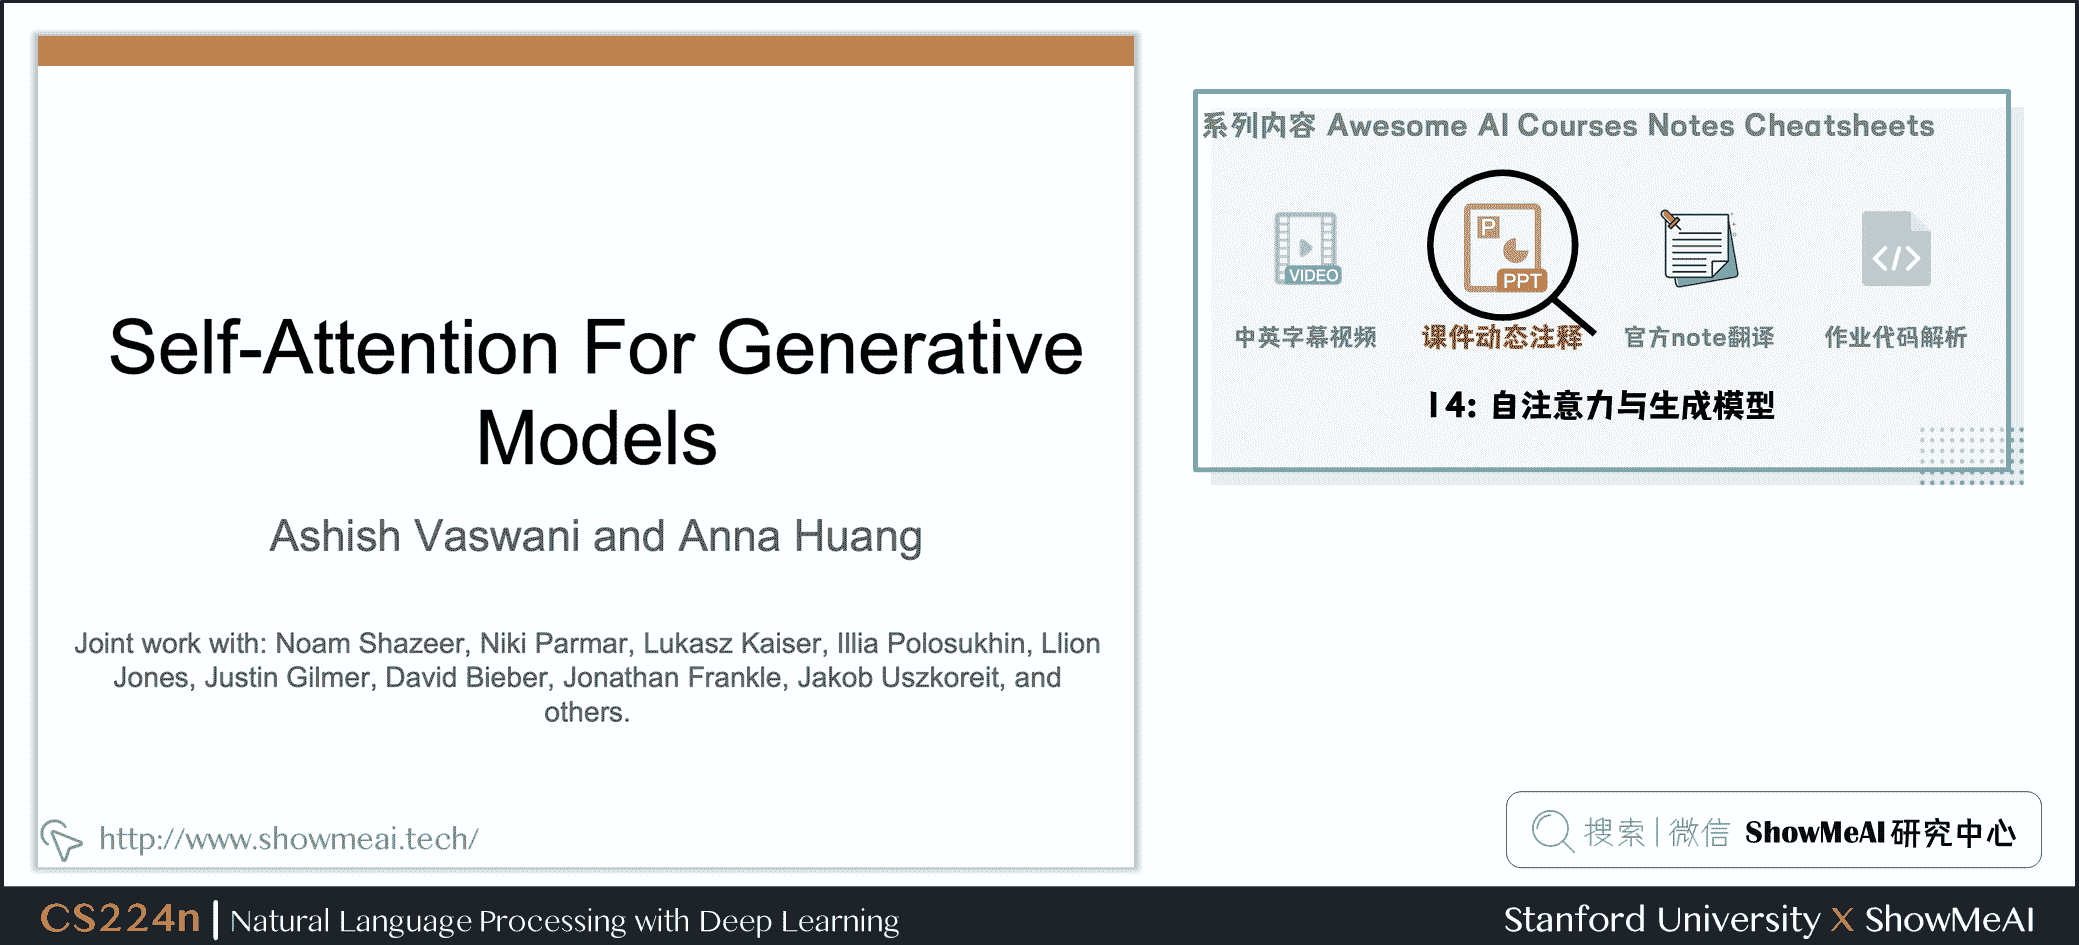 Self-Attention For Generative
Models
Ashish Vaswani and Anna Huang
Joint work with: Noam Shazeer, Niki Parmar, Lukasz Kaiser, Illia Polosukhin, Llion
Jones, Justin Gilmer, David Bieber, Jonathan Frankle, Jakob Uszkoreit, and
others.
http://www.showmeai.tech/
系列内容 Awesome AI Courses Notes Cheatsheets
VIDEO
P
PPT
</>
中英字幕视频
课件动态注释
官方note翻译
作业代码解析
14: 自注意力与生成模型
搜索 | 微信 ShowMeAI 研究中心
CS224n | Natural Language Processing with Deep Learning
Stanford University X ShowMeAI